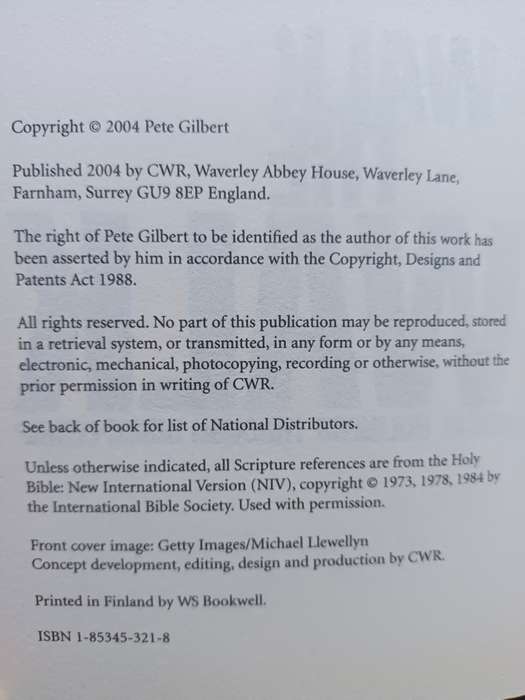 Copyright © 2004 Pete Gilbert
Published 2004 by CWR, Waverley Abbey House, Waverley Lane,
Farnham, Surrey GU9 8EP England.
The right of Pete Gilbert to be identified as the author of this work has
been asserted by him in accordance with the Copyright, Designs and
Patents Act 1988.
All rights reserved. No part of this publication may be reproduced, stored
in a retrieval system, or transmitted, in any form or by any means,
electronic, mechanical, photocopying, recording or otherwise, without the
prior permission in writing of CWR.
See back of book for list of National Distributors.
Unless otherwise indicated, all Scripture references are from the Holy
Bible: New International Version (NIV), copyright © 1973, 1978, 1984 by
the International Bible Society. Used with permission.
Front cover image: Getty Images/Michael Llewellyn
Concept development, editing, design and production by CWR.
Printed in Finland by WS Bookwell.
ISBN 1-85345-321-8